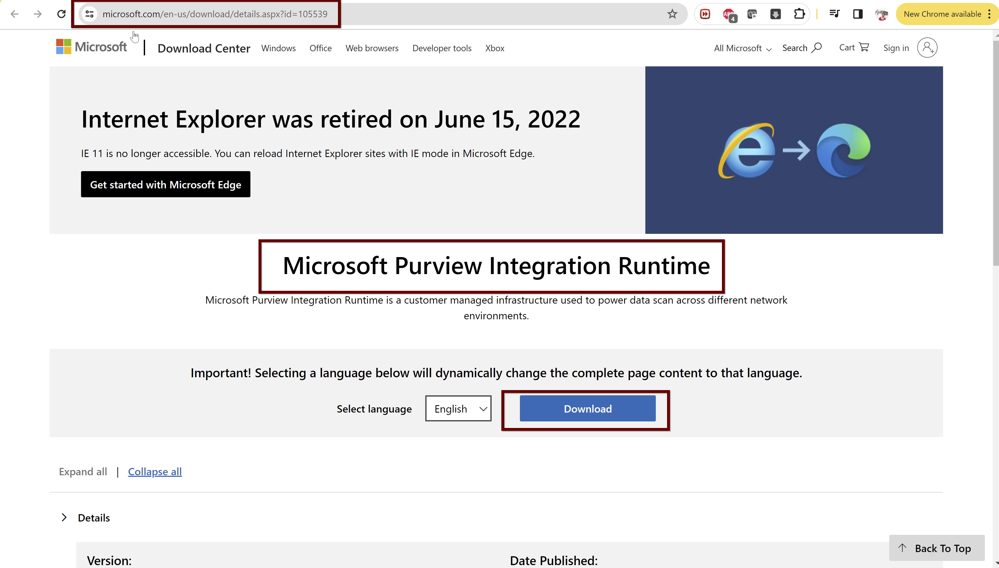 microsoft.com/en-us/download/details.aspx?id=105539
ABP
4
New Chrome available
Microsoft
Download Center
Windows
Office
Web browsers
Developer tools
Xbox
All Microsoft
Search
Cart
Sign in
Internet Explorer was retired on June 15, 2022
IE 11 is no longer accessible. You can reload Internet Explorer sites with IE mode in Microsoft Edge.
Get started with Microsoft Edge
Microsoft Purview Integration Runtime
Microsoft Purview Integration Runtime is a customer managed infrastructure used to power data scan across different network
environments.
Important! Selecting a language below will dynamically change the complete page content to that language.
Select language
English
Download
Expand all | Collapse all
Details
Back To Top
Version:
Date Published: